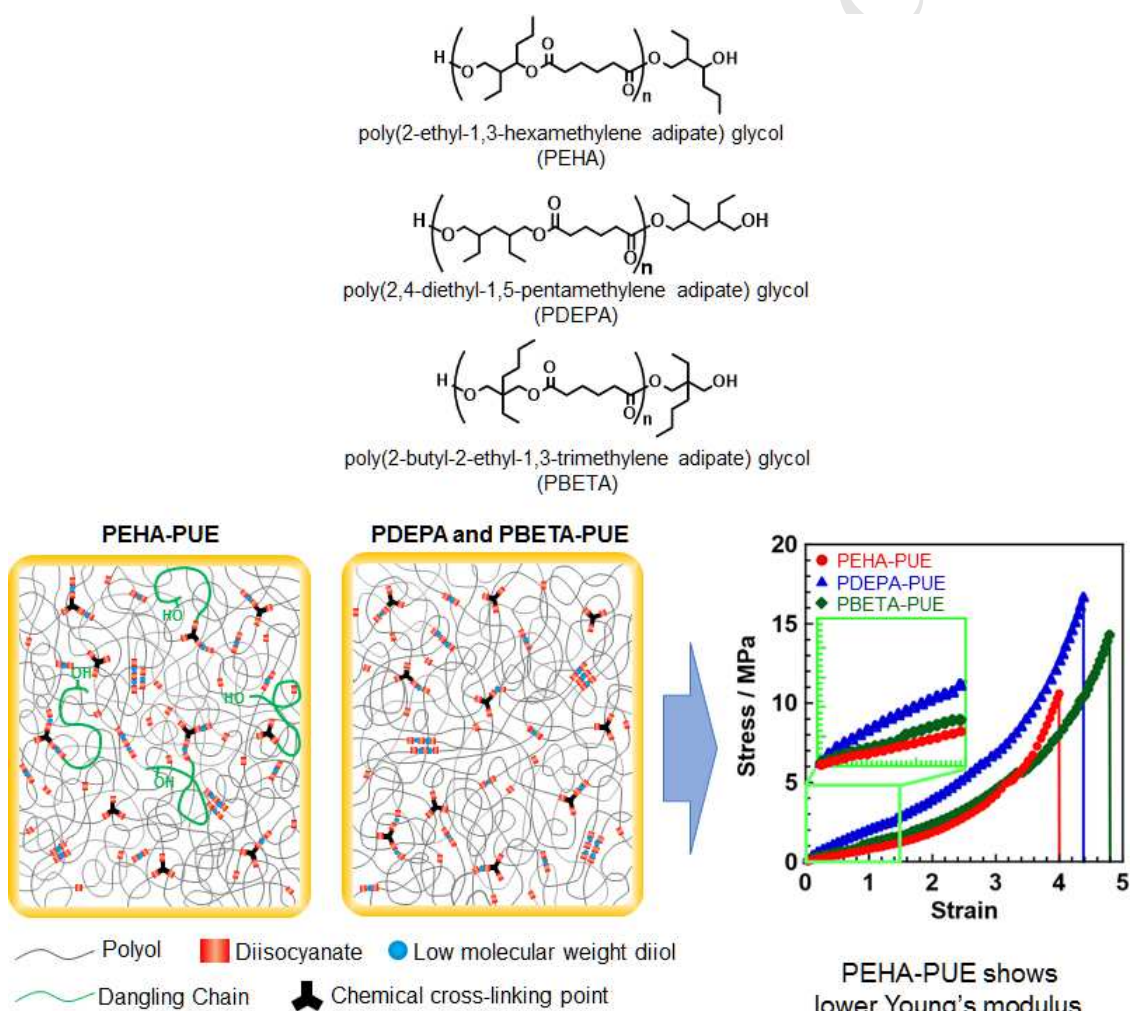 H
O
O
O
O
O
n
OH
poly(2-ethyl-1,3-hexamethylene adipate) glycol
(PEHA)
H
O
O
O
O
O
n
OH
poly(2,4-diethyl-1,5-pentamethylene adipate) glycol
(PDEPA)
H
O
O
O
O
O
n
OH
poly(2-butyl-2-ethyl-1,3-trimethylene adipate) glycol
(PBETA)
PEHA-PUE
PDEPA and PBETA-PUE
HO
OH
HO
OH
20
15
10
5
0
Stress / MPa
PEHA-PUE
PDEPA-PUE
PBETA-PUE
0 1 2 3 4 5
Strain
Polyol Diisocyanate Low molecular weight diiol
Dangling Chain Chemical cross-linking point
PEHA-PUE shows
lower Young's modulus